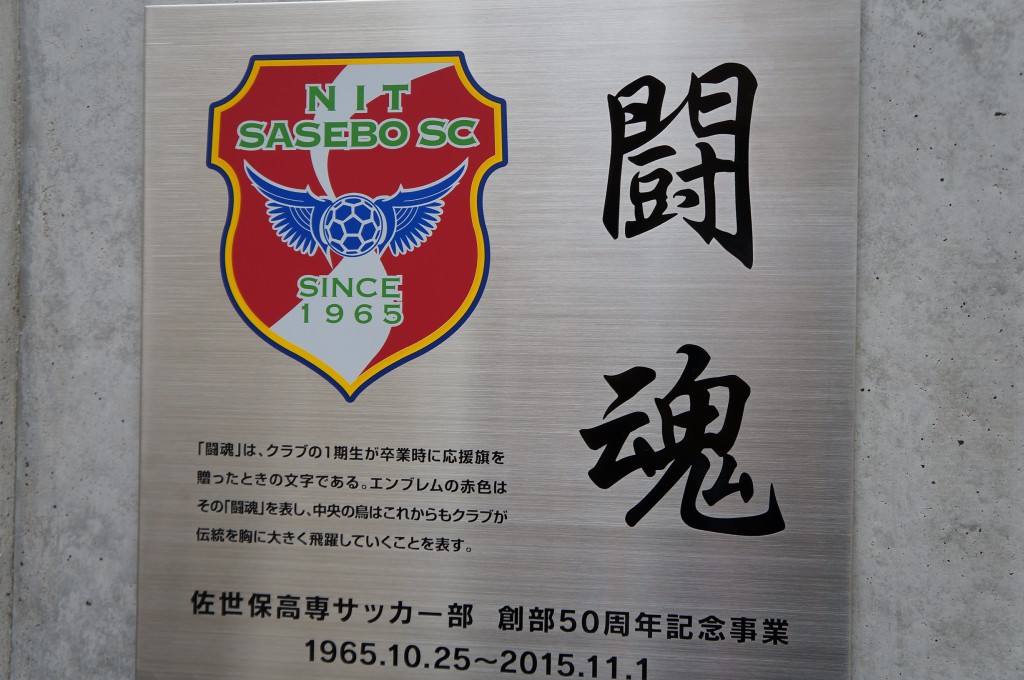 NIT
SASEBO SC
SINCE
1965
闘魂
「闘魂」は、クラブの1期生が卒業時に応援旗を
贈ったときの文字である。エンブレムの赤色は
その「闘魂」を表し、中央の鳥はこれからもクラブが
伝統を胸に大きく飛躍していくことを表す。
佐世保高専サッカー部 創部50周年記念事業
1965.10.25～2015.11.1